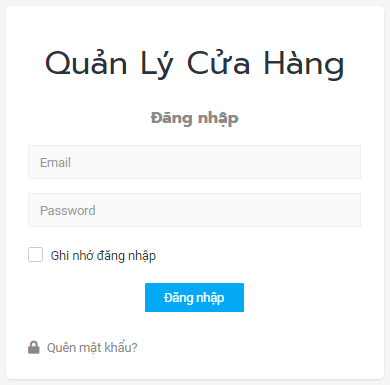 Quản Lý Cửa Hàng
Đăng nhập
Email
Password
Ghi nhớ đăng nhập
Đăng nhập
Quên mật khẩu?